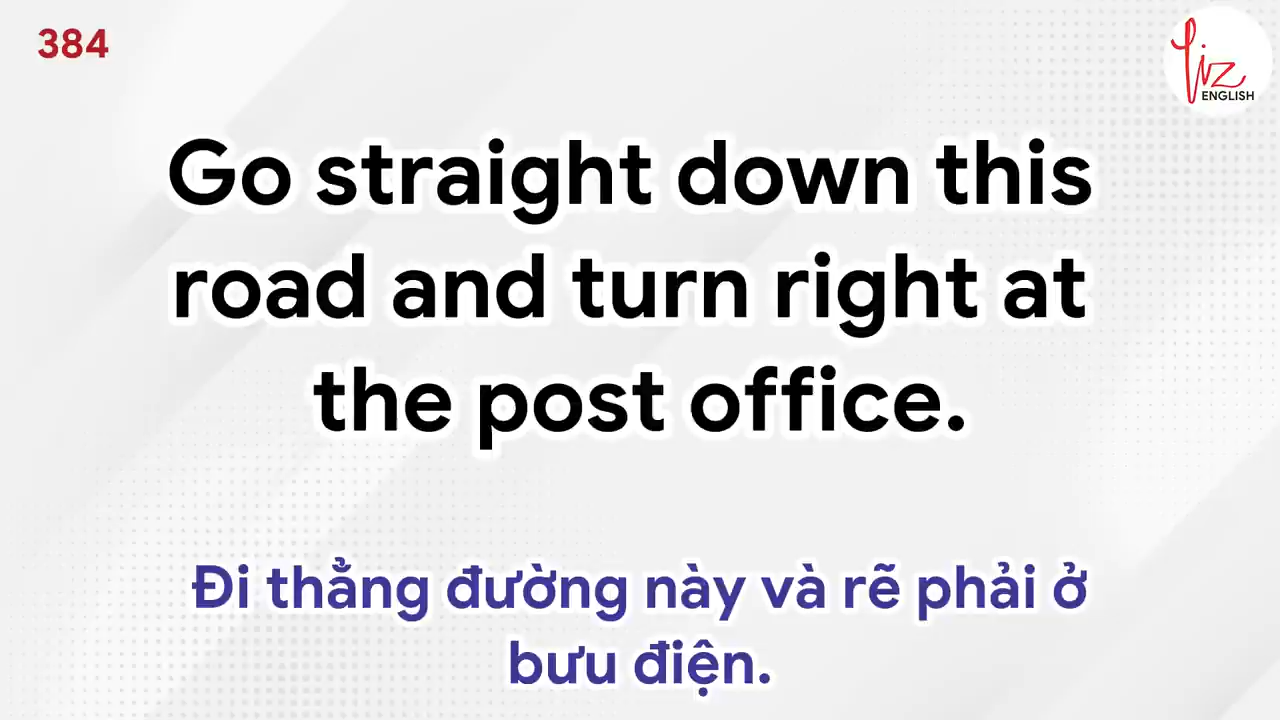 384
Liz
ENGLISH
Go straight down this
road and turn right at
the post office.
Đi thẳng đường này và rẽ phải ở
bưu điện.